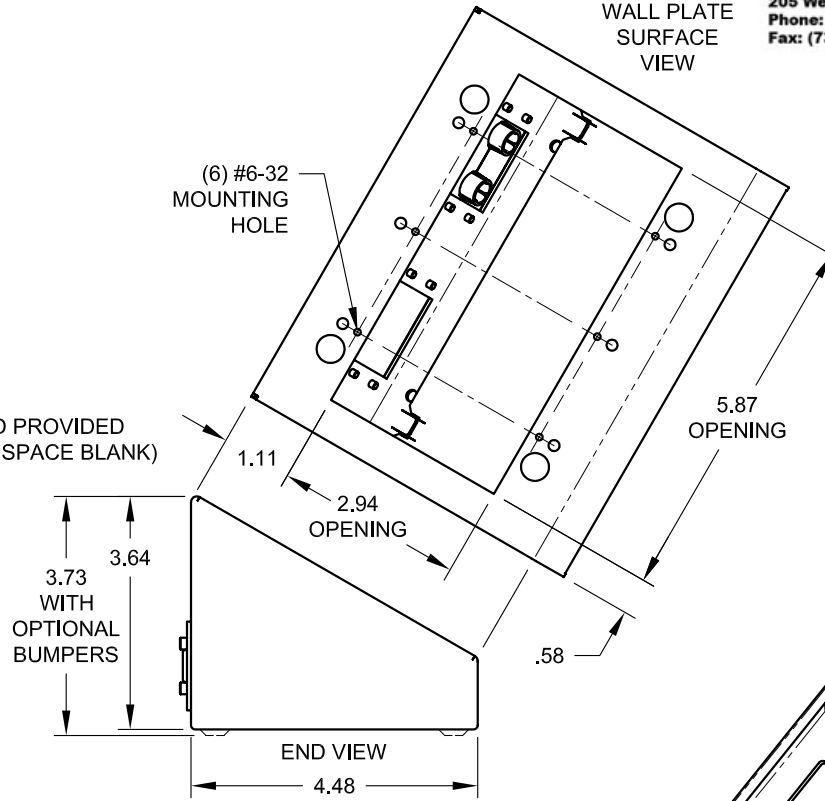 WALL PLATE
SURFACE
VIEW
Phone:
(6) #6-32
MOUNTING
HOLE
PROVIDED
SPACE BLANK)
1.11
2.94
OPENING
5.87
OPENING
3.73
WITH
OPTIONAL
BUMPERS
3.64
.58
END VIEW
4.48